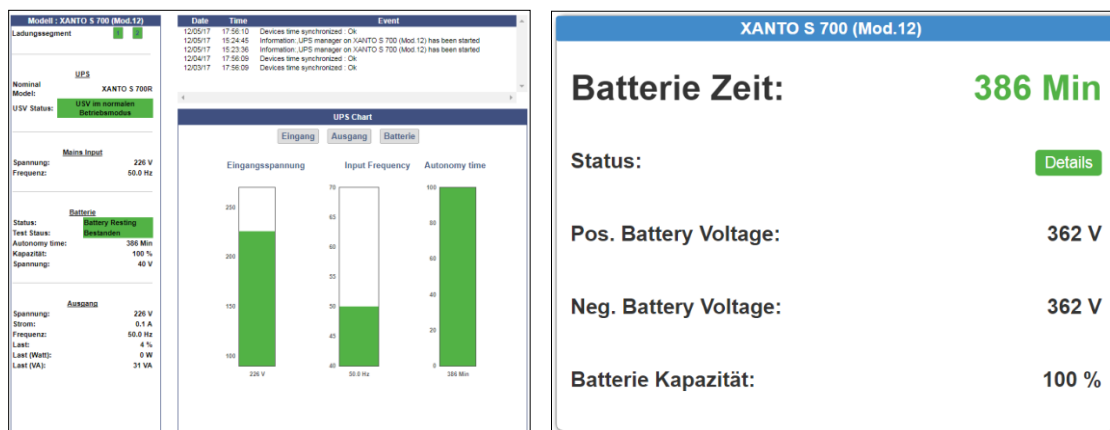 Modell : XANTO S 700 (Mod.12)
Ladungssegment 1 2
UPS
Nominal Model: XANTO S 700R
USV Status: USV im normalen Betriebsmodus
Mains Input
Spannung: 226 V
Frequenz: 50.0 Hz
Batterie
Status: Battery Resting
Test Staus: Bestanden
Autonomy time: 386 Min
Kapazität: 100 %
Spannung: 40 V
Ausgang
Spannung: 226 V
Strom: 0.1 A
Frequenz: 50.0 Hz
Last: 4 %
Last (Watt): 0 W
Last (VA): 31 VA
Date Time Event
12/05/17 17:56:10 Devices time synchronized : Ok
12/05/17 15:24:45 Information:,UPS manager on XANTO S 700 (Mod.12) has been started
12/05/17 15:23:36 Information:,UPS manager on XANTO S 700 (Mod.12) has been started
12/04/17 17:56:09 Devices time synchronized : Ok
12/03/17 17:56:09 Devices time synchronized : Ok
UPS Chart
Eingang Ausgang Batterie
Eingangsspannung Input Frequency Autonomy time
250
200
150
100
226 V
70
65
60
55
50
45
40
50.0 Hz
100
80
60
40
20
0
386 Min
XANTO S 700 (Mod.12)
Batterie Zeit: 386 Min
Status: Details
Pos. Battery Voltage: 362 V
Neg. Battery Voltage: 362 V
Batterie Kapazität: 100 %